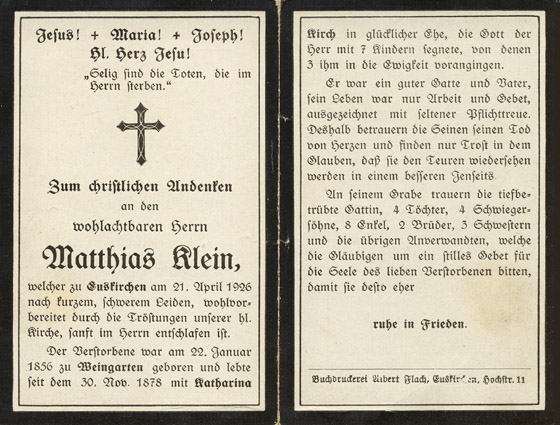 Jesus! + Maria! + Joseph!
Hl. Herz Jesu!
„Selig sind die Toten, die im
Herrn sterben.“
Zum christlichen Andenken
an den
wohlachtbaren Herrn
Matthias Klein,
welcher zu Euskirchen am 21. April 1926
nach kurzem, schwerem Leiden, wohlvor-
bereitet durch die Tröstungen unserer hl.
Kirche, sanft im Herrn entschlafen ist.
Der Verstorbene war am 22. Januar
1856 zu Weingarten geboren und lebte
seit dem 30. Nov. 1878 mit Katharina
Kirch in glücklicher Ehe, die Gott der
Herr mit 7 Kindern segnete, von denen
3 ihm in die Ewigkeit vorangingen.
Er war ein guter Gatte und Vater,
sein Leben war nur Arbeit und Gebet,
ausgezeichnet mit seltener Pflichttreue.
Deshalb betrauern die Seinen seinen Tod
von Herzen und finden nur Trost in dem
Glauben, daß sie den Teuren wiedersehen
werden in einem besseren Jenseits.
An seinem Grabe trauern die tiefbe-
trübte Gattin, 4 Töchter, 4 Schwieger-
söhne, 8 Enkel, 2 Brüder, 3 Schwestern
und die übrigen Anverwandten, welche
die Gläubigen um ein stilles Gebet für
die Seele des lieben Verstorbenen bitten,
damit sie desto eher
ruhe in Frieden.
Buchdruckerei Albert Flach, Euskirchen, Hochstr. 11